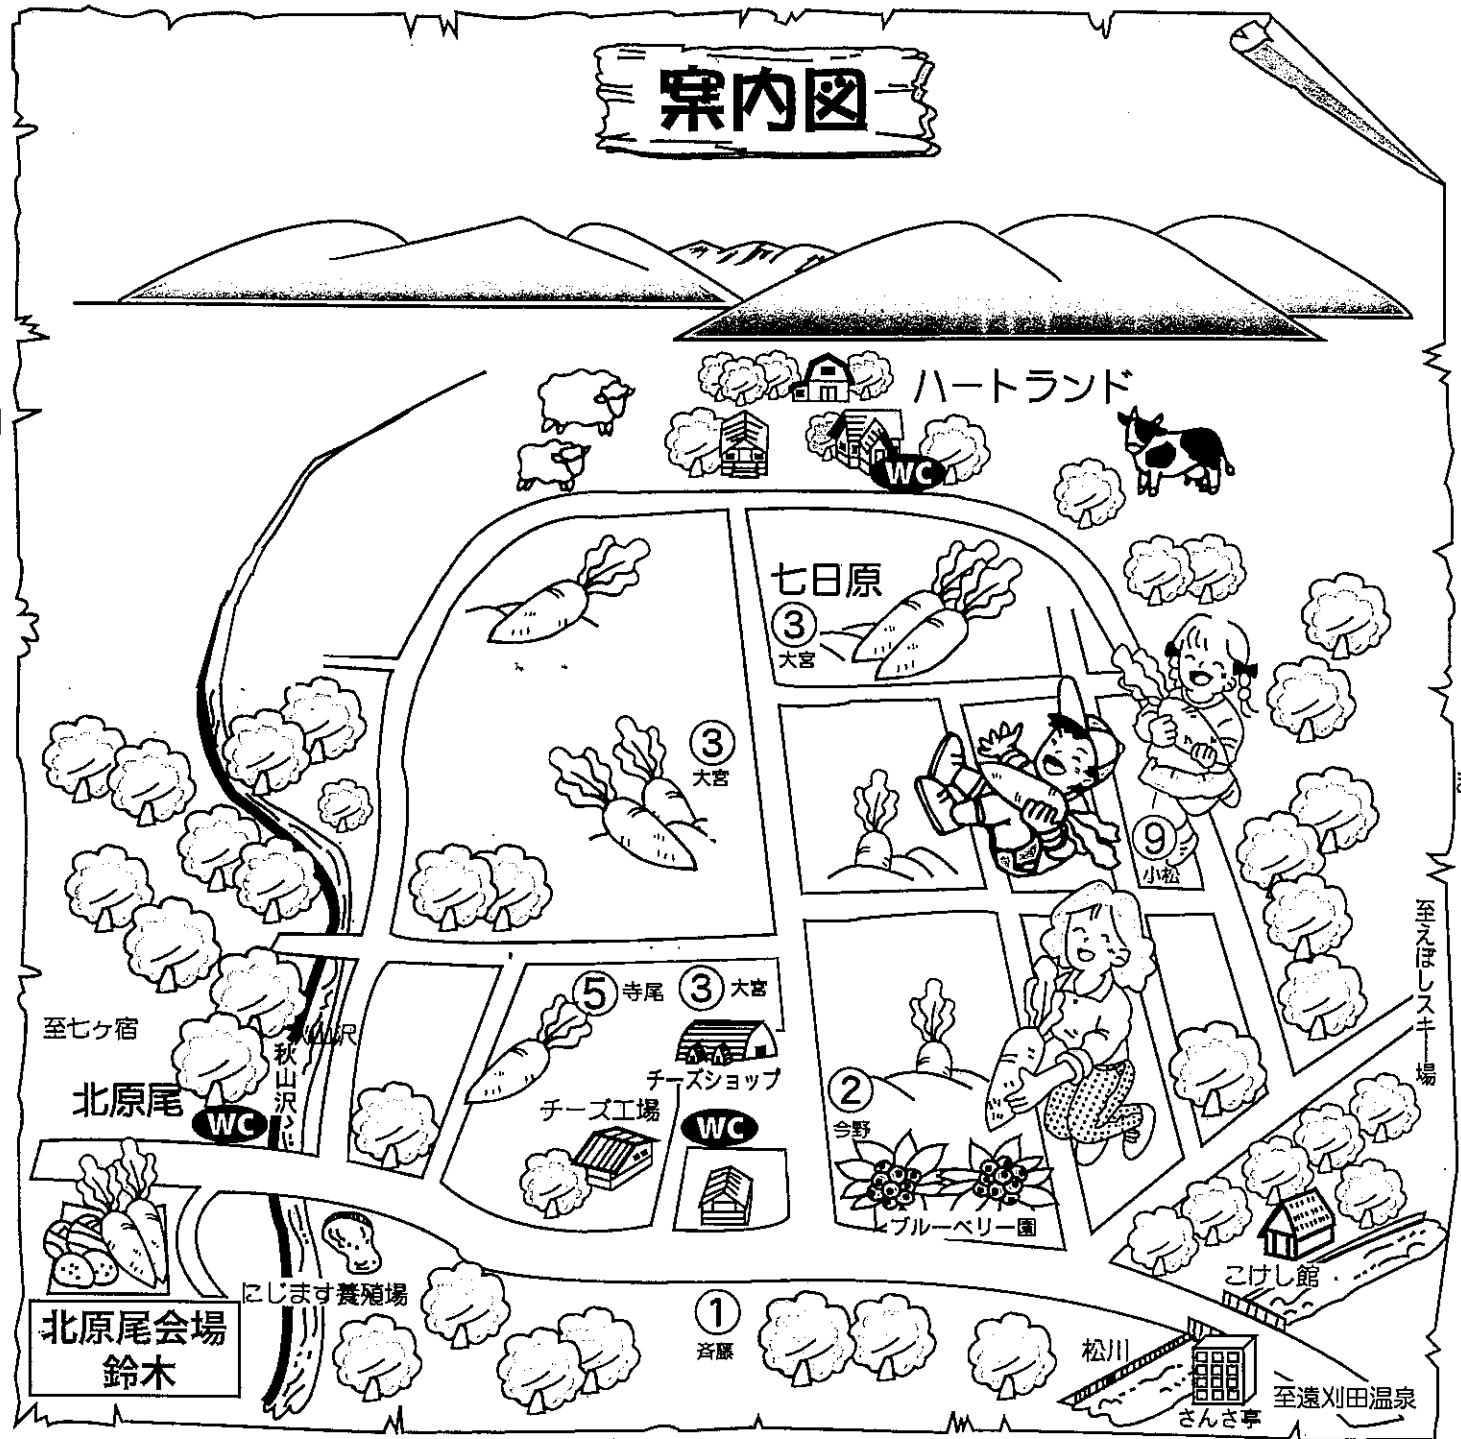 案内図
ハートランド
WC
七日原
③
大宮
③
大宮
⑨
小松
至えぼしスキー場
⑤ 寺尾
③ 大宮
チーズショップ
チーズ工場
WC
至七ヶ宿
秋山沢
秋山沢
北原尾
WC
②
今野
ブルーベリー園
こけし館
にじます養殖場
北原尾会場
鈴木
①
斉藤
松川
さんさ亭
至遠刈田温泉